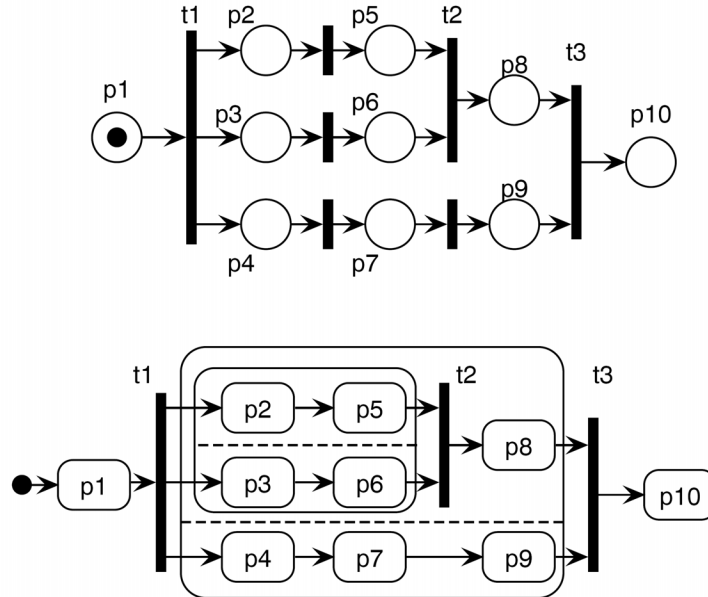 t1 p2 p5 t2
p8 t3
p1 p3 p6 p10
p9
p4 p7
t1 t2 t3
p2 p5
p8
p1 p3 p6 p10
p4 p7 p9